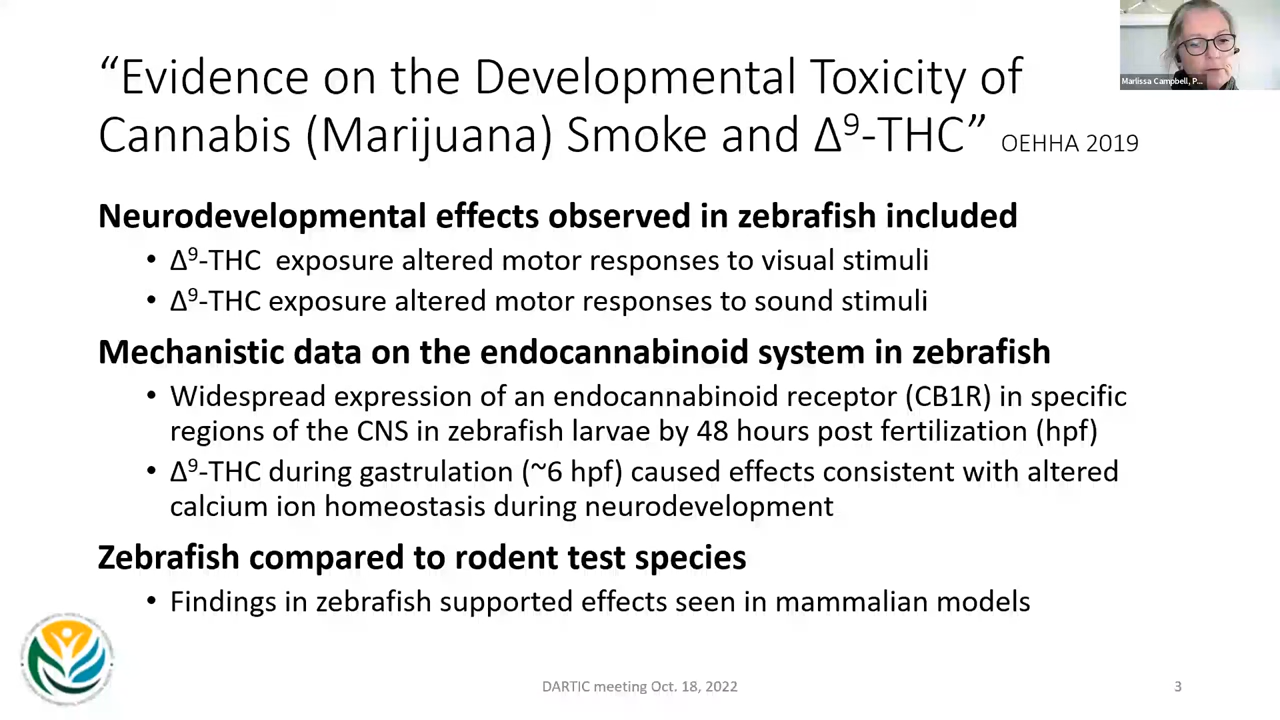 Marlissa Campbell, P...
“Evidence on the Developmental Toxicity of
Cannabis (Marijuana) Smoke and Δ⁹-THC” OEHHA 2019
Neurodevelopmental effects observed in zebrafish included
• Δ⁹-THC  exposure altered motor responses to visual stimuli
• Δ⁹-THC exposure altered motor responses to sound stimuli
Mechanistic data on the endocannabinoid system in zebrafish
• Widespread expression of an endocannabinoid receptor (CB1R) in specific
regions of the CNS in zebrafish larvae by 48 hours post fertilization (hpf)
• Δ⁹-THC during gastrulation (~6 hpf) caused effects consistent with altered
calcium ion homeostasis during neurodevelopment
Zebrafish compared to rodent test species
• Findings in zebrafish supported effects seen in mammalian models
DARTIC meeting Oct. 18, 2022
3